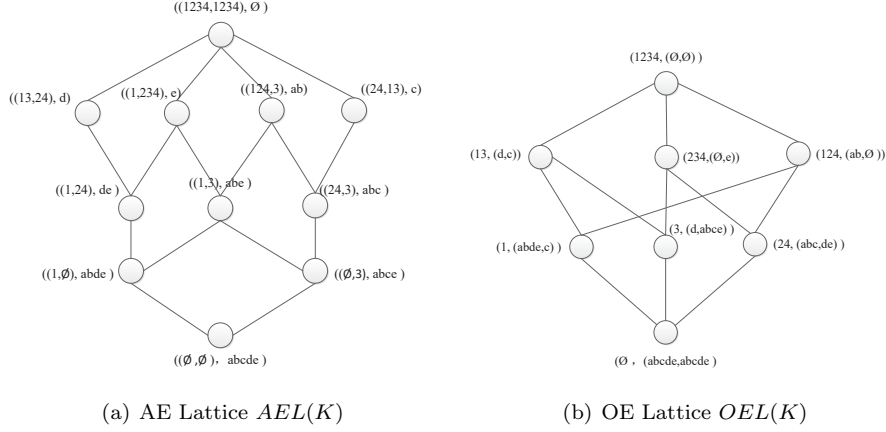 ((1234,1234), Ø )
((13,24), d)
((1,234), e)
((124,3), ab)
((24,13), c)
((1,24), de )
((1,3), abe )
((24,3), abc )
((1,Ø), abde )
((Ø,3), abce )
((Ø ,Ø ), abcde )
(a) AE Lattice AEL(K)
(1234, (Ø,Ø) )
(13, (d,c))
(234,(Ø,e))
(124, (ab,Ø ))
(1, (abde,c) )
(3, (d,abce) )
(24, (abc,de) )
(Ø , (abcde,abcde )
(b) OE Lattice OEL(K)